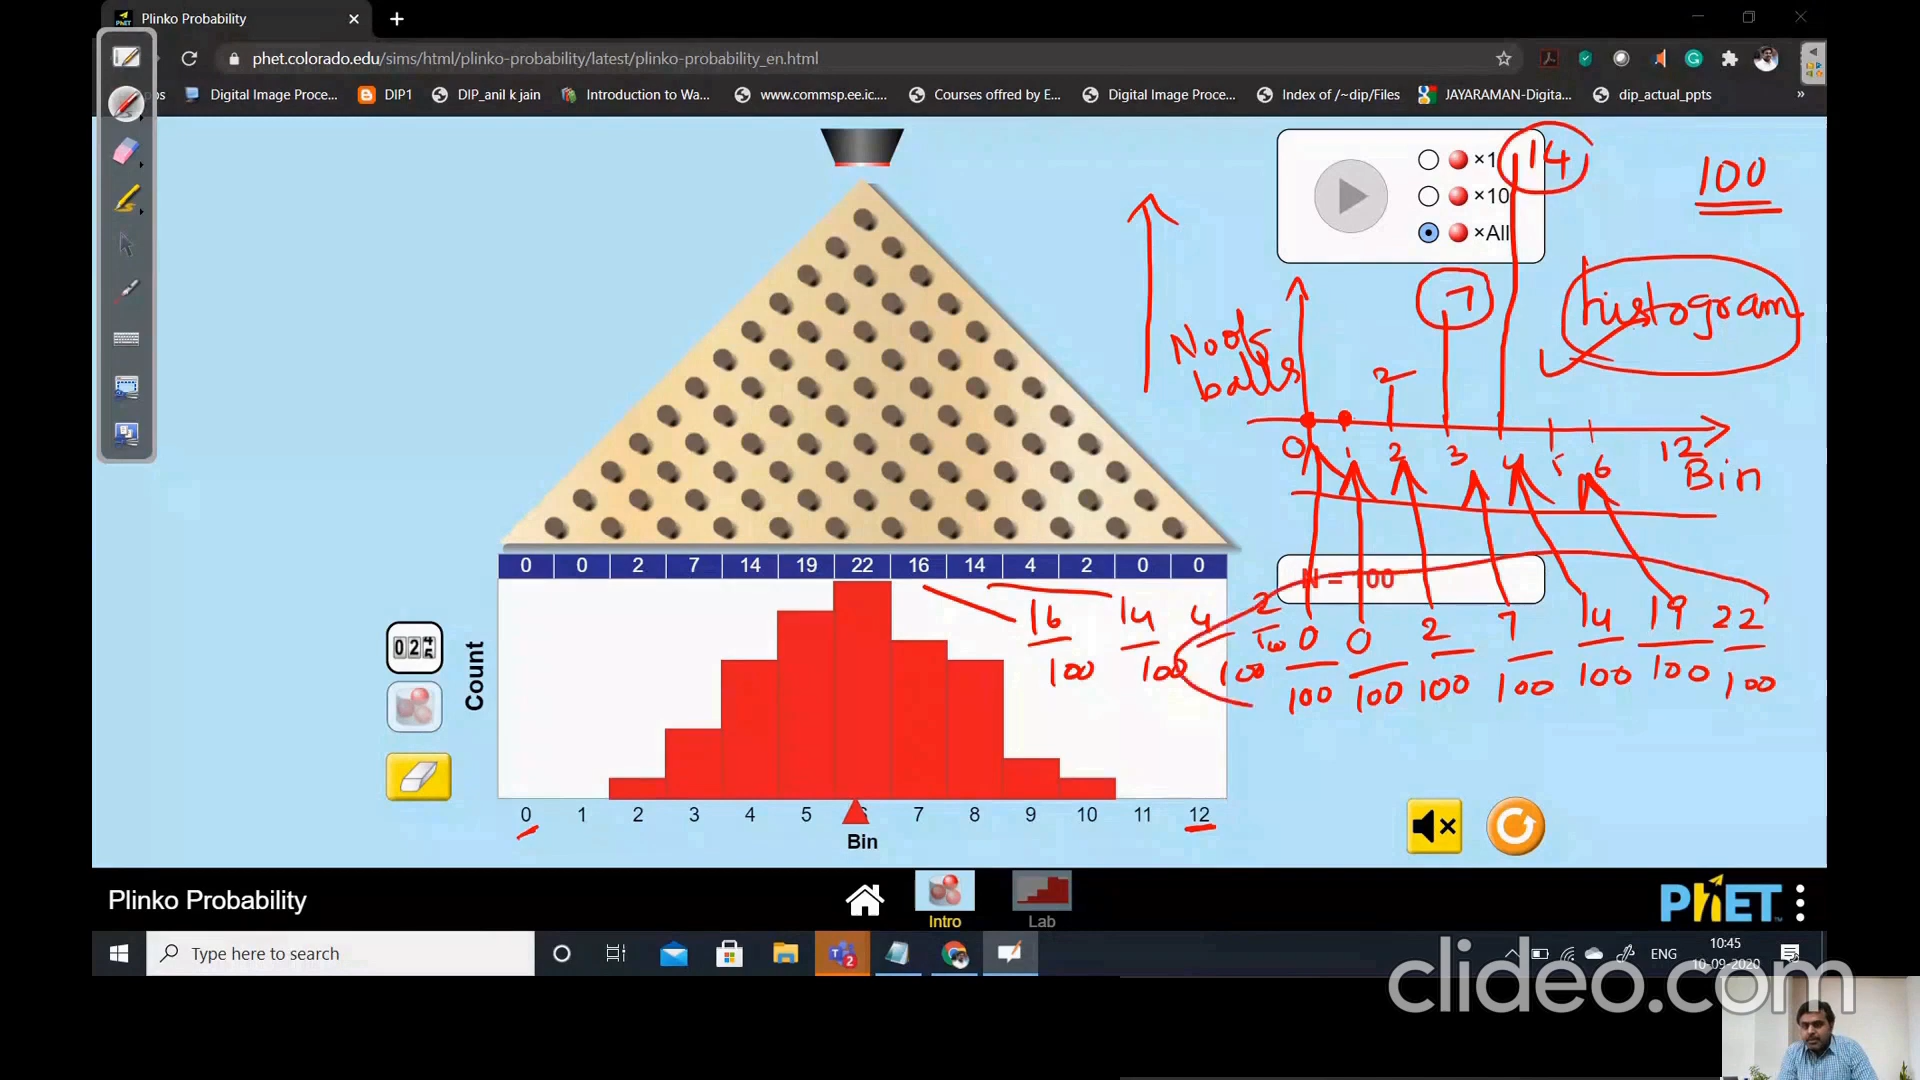 Plinko Probability
phet.colorado.edu/sims/html/plinko-probability/latest/plinko-probability_en.html
ps Digital Image Proce... DIP1 DIP_anil k jain Introduction to Wa... www.commsp.ee.ic.... Courses offred by E... Digital Image Proce... Index of /~dip/Files JAYARAMAN-Digita... dip_actual_ppts »
×1
×10
×All
14
100
7
histogram
No of
balls
2
0 1 2 3 4 5 6 12
Bin
0 0 2 7 14 19 22 16 14 4 2 0 0
N = 100
16 14 4 2 0 0 2 7 14 19 22
100 100 100 100 100 100 100 100 100 100 100
Count
0 1 2 3 4 5 6 7 8 9 10 11 12
Bin
Plinko Probability
Intro
Lab
PhET
Type here to search
2
ENG
10:45
10-09-2020
clideo.com